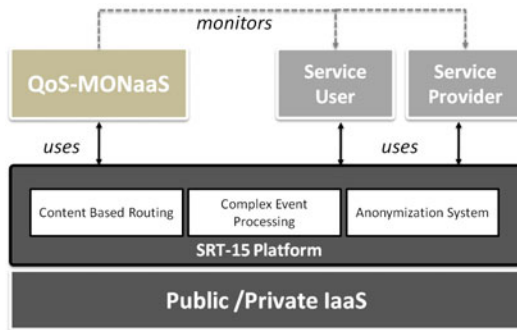 monitors
QoS-MONaaS
Service
User
Service
Provider
uses
uses
Content Based Routing
Complex Event
Processing
Anonymization System
SRT-15 Platform
Public /Private IaaS